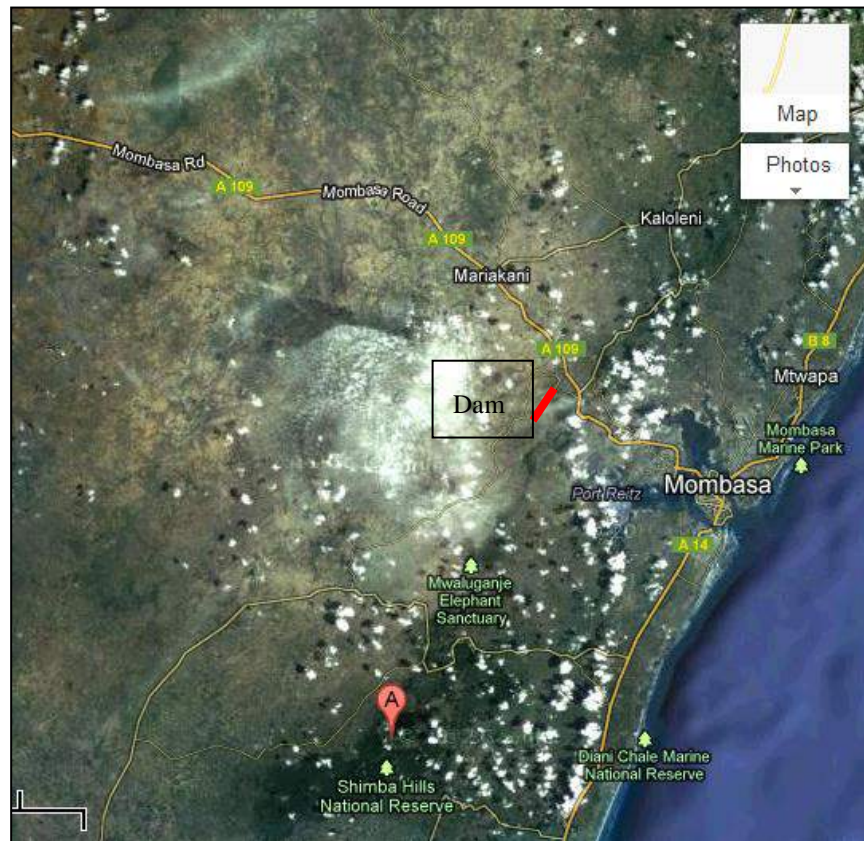 Map
Photos
Mombasa Rd
A 109
Mombasa Road
Kaloleni
A 109
Mariakani
A 109
B 8
Mtwapa
Dam
Mombasa
Marine Park
Port Reitz
Mombasa
A 14
Mwaluganje
Elephant
Sanctuary
A
Diani Chale Marine
National Reserve
Shimba Hills
National Reserve